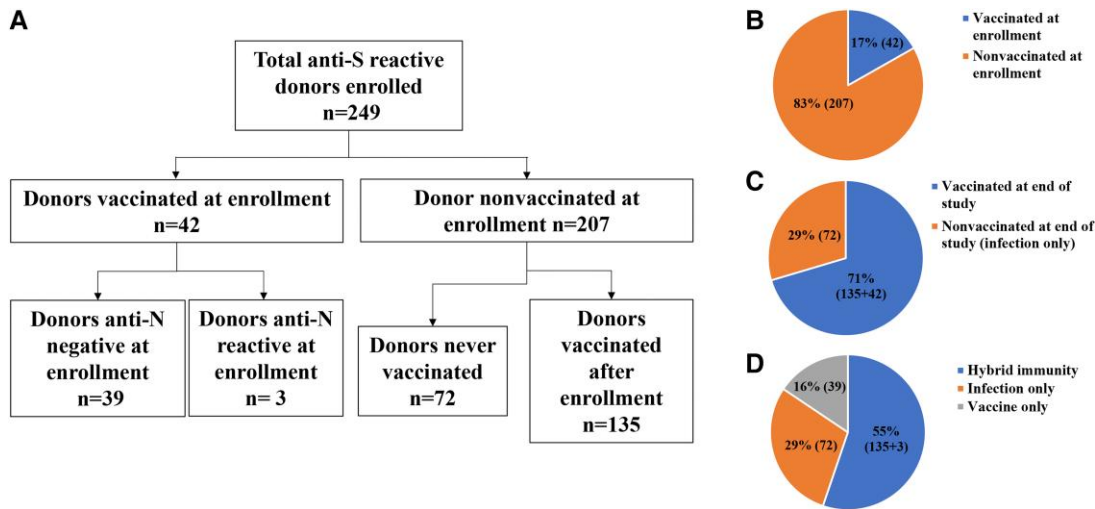 A
Total anti-S reactive
donors enrolled
n=249
Donors vaccinated at enrollment
n=42
Donor nonvaccinated at
enrollment n=207
Donors anti-N
negative at
enrollment
n=39
Donors anti-N
reactive at
enrollment
n= 3
Donors never
vaccinated
n=72
Donors
vaccinated
after
enrollment
n=135
B
17% (42)
83% (207)
Vaccinated at
enrollment
Nonvaccinated at
enrollment
C
29% (72)
71%
(135+42)
Vaccinated at end of
study
Nonvaccinated at end of
study (infection only)
D
16% (39)
29% (72)
55%
(135+3)
Hybrid immunity
Infection only
Vaccine only